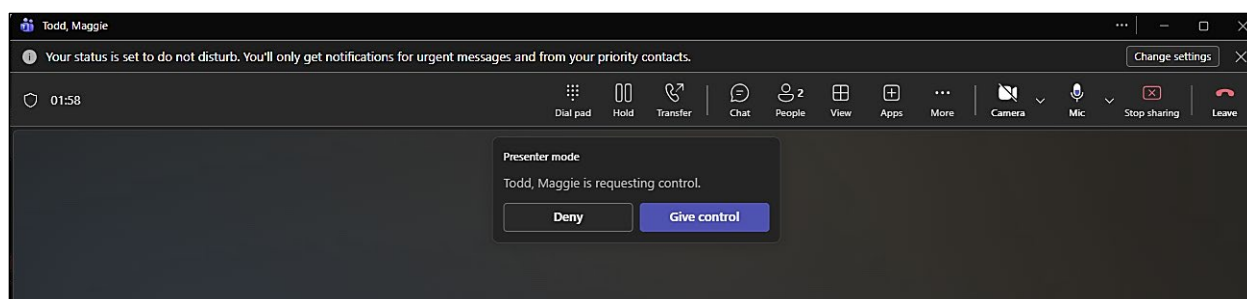 Todd, Maggie
Your status is set to do not disturb. You'll only get notifications for urgent messages and from your priority contacts.
Change settings
01:58
2
Dial pad Hold Transfer Chat People View Apps More Camera Mic Stop sharing Leave
Presenter mode
Todd, Maggie is requesting control.
Deny Give control